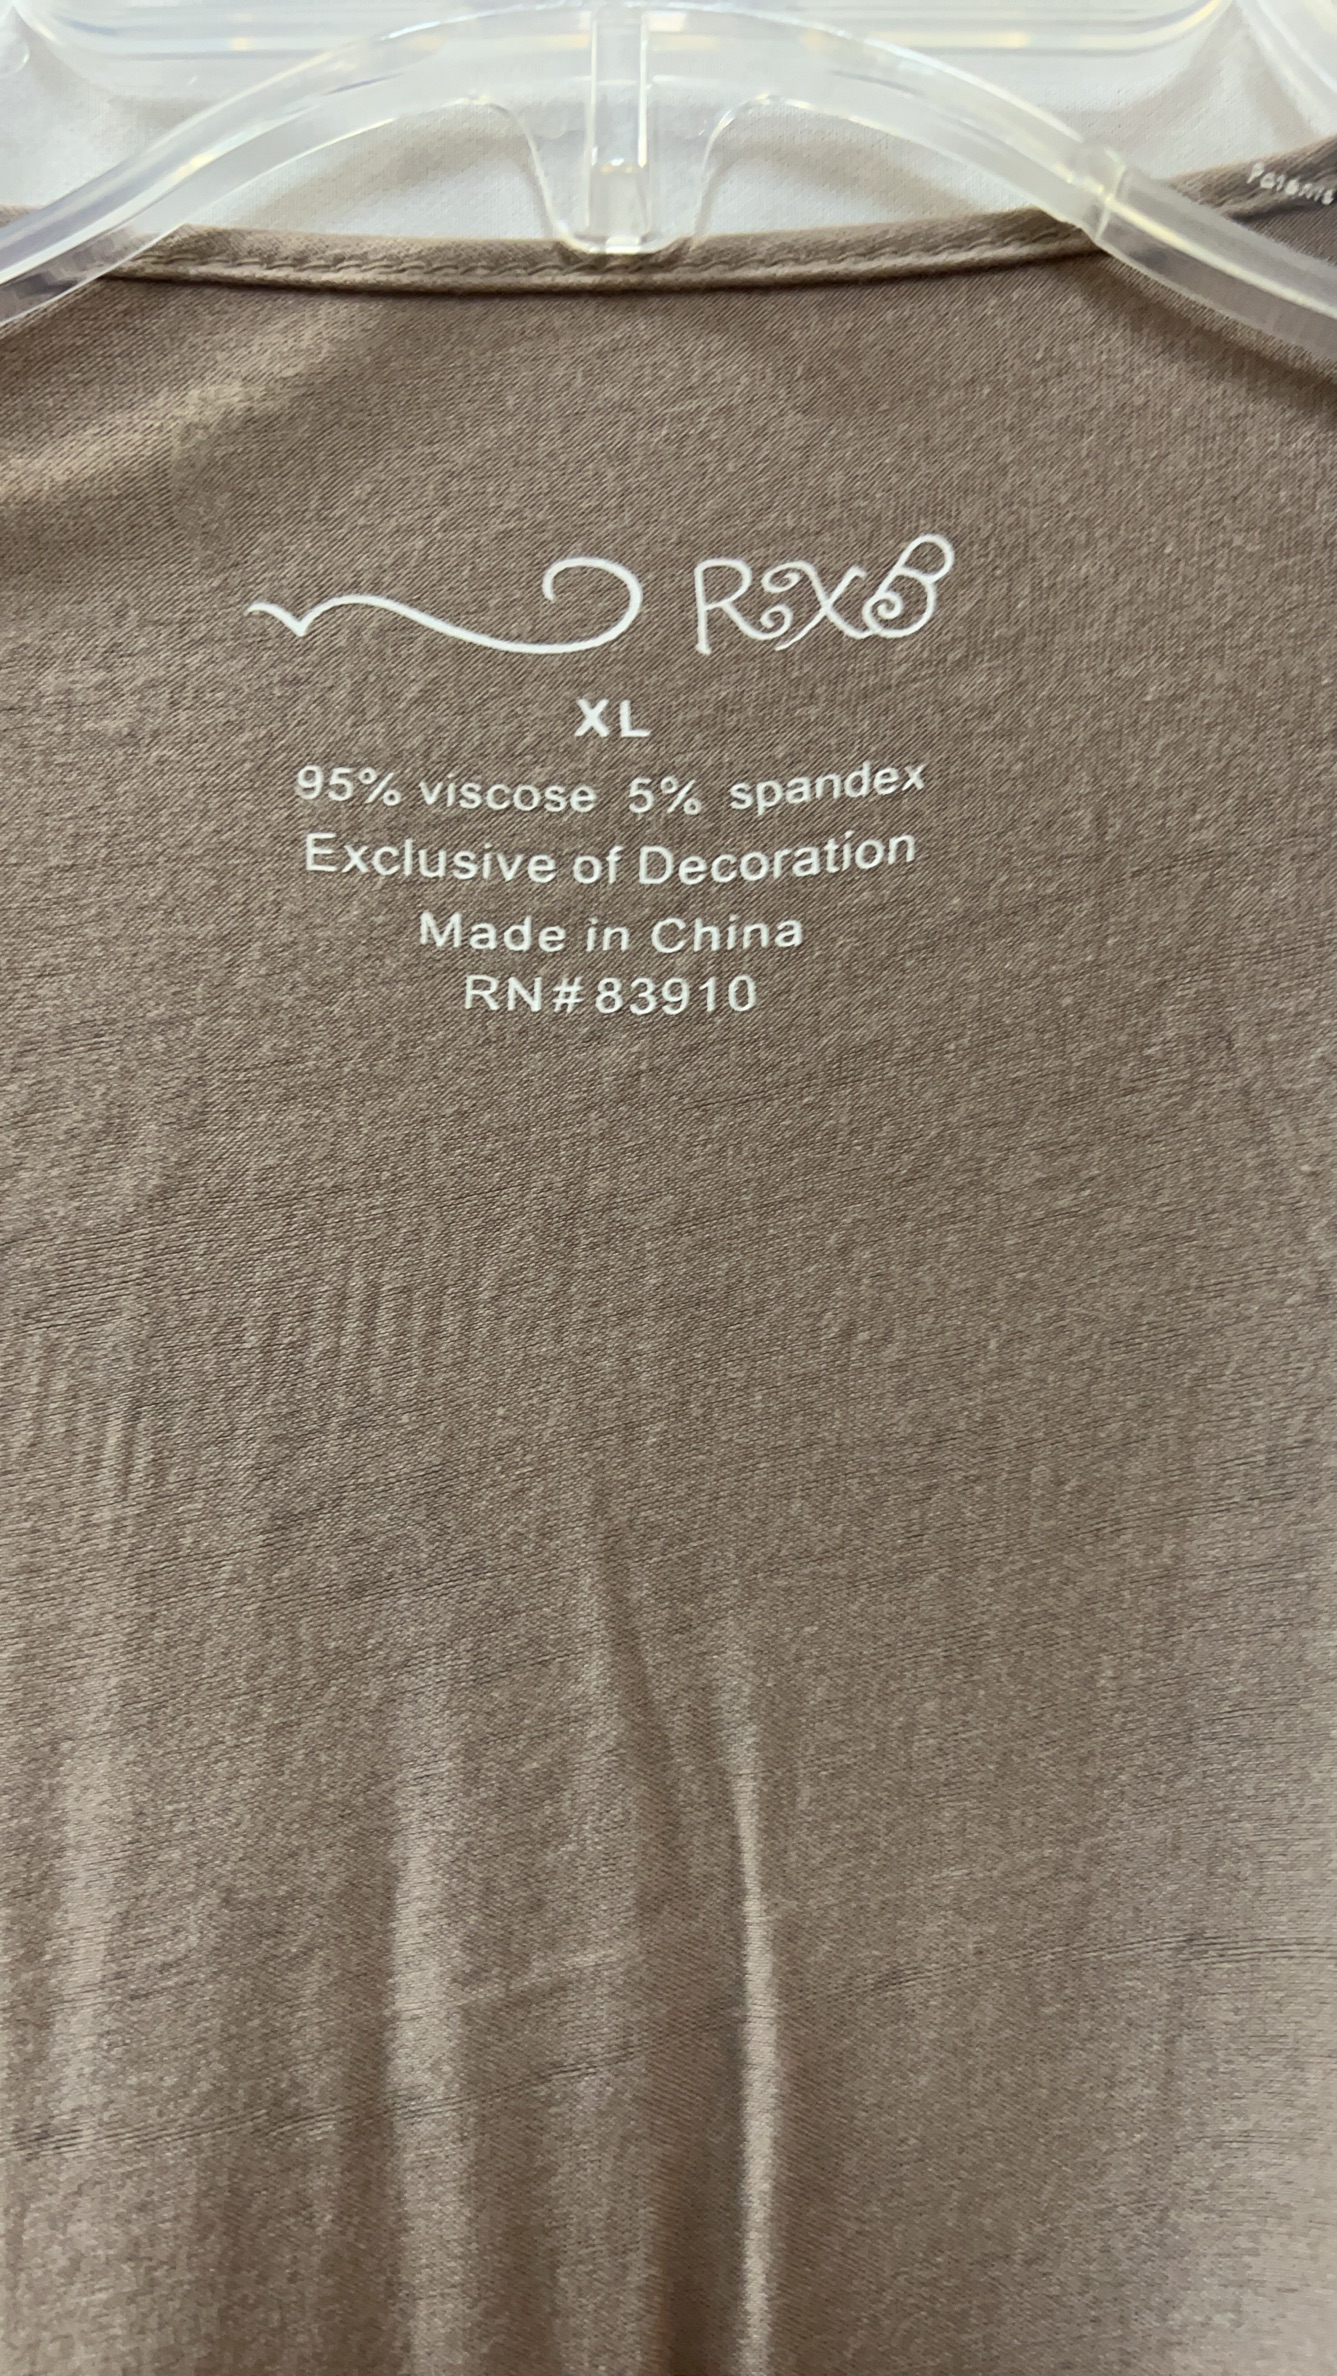 RXB
XL
95% viscose 5% spandex
Exclusive of Decoration
Made in China
RN#83910